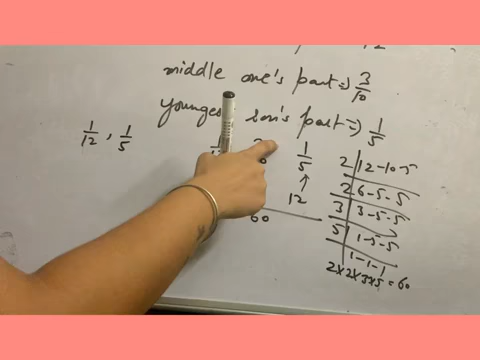 12
middle one's part ⇒ 3/10
Younges son's part ⇒ 1/5
1/12 , 1/5
1/5
12
60
2 | 12 - 10 - 5
2 | 6 - 5 - 5
3 | 3 - 5 - 5
5 | 1 - 5 - 5
1 - 1 - 1
2 x 2 x 3 x 5 = 60